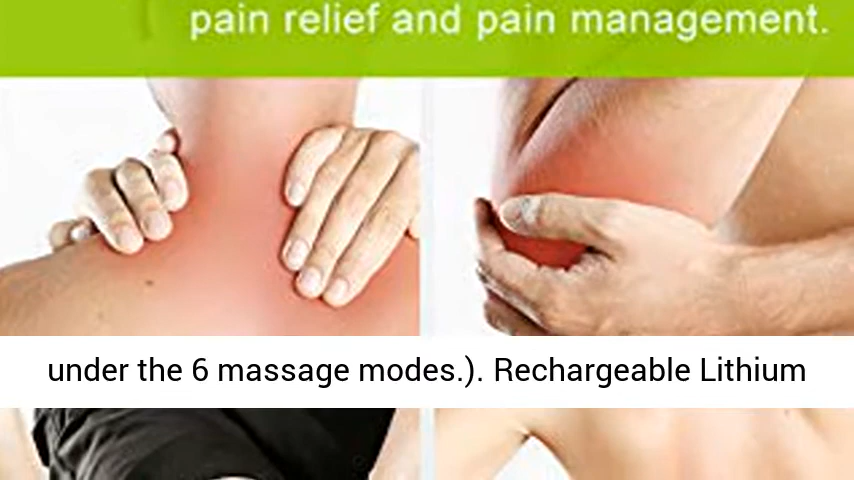 pain relief and pain management.
under the 6 massage modes.). Rechargeable Lithium